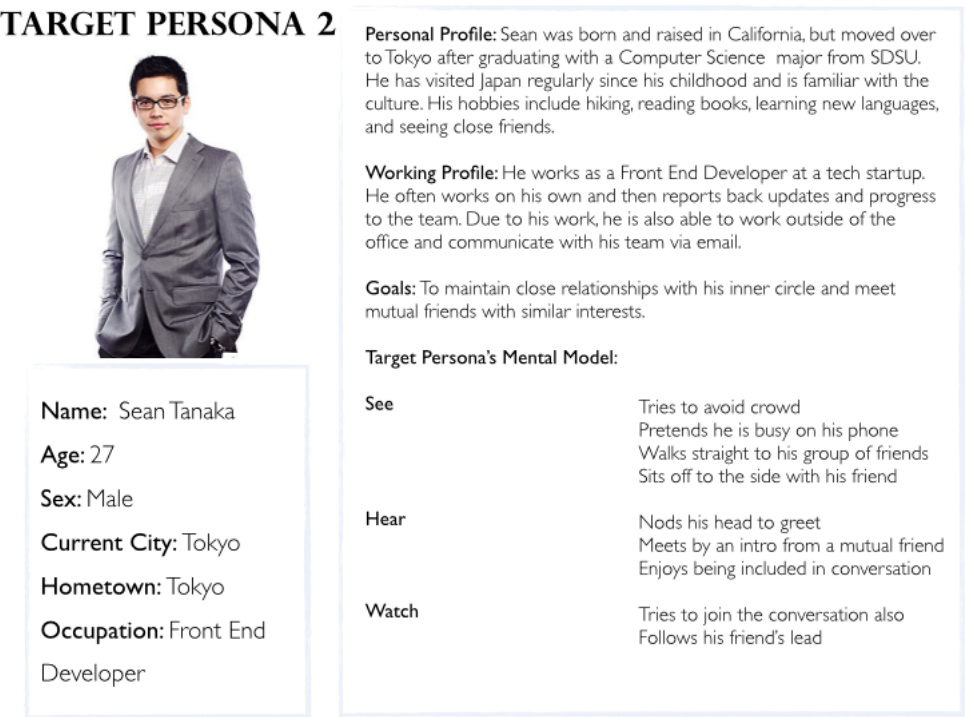 TARGET PERSONA 2
Personal Profile: Sean was born and raised in California, but moved over
to Tokyo after graduating with a Computer Science major from SDSU.
He has visited Japan regularly since his childhood and is familiar with the
culture. His hobbies include hiking, reading books, learning new languages,
and seeing close friends.
Working Profile: He works as a Front End Developer at a tech startup.
He often works on his own and then reports back updates and progress
to the team. Due to his work, he is also able to work outside of the
office and communicate with his team via email.
Goals: To maintain close relationships with his inner circle and meet
mutual friends with similar interests.
Target Persona's Mental Model:
See
Tries to avoid crowd
Pretends he is busy on his phone
Walks straight to his group of friends
Sits off to the side with his friend
Hear
Nods his head to greet
Meets by an intro from a mutual friend
Enjoys being included in conversation
Watch
Tries to join the conversation also
Follows his friend's lead
Name: Sean Tanaka
Age: 27
Sex: Male
Current City: Tokyo
Hometown: Tokyo
Occupation: Front End
Developer